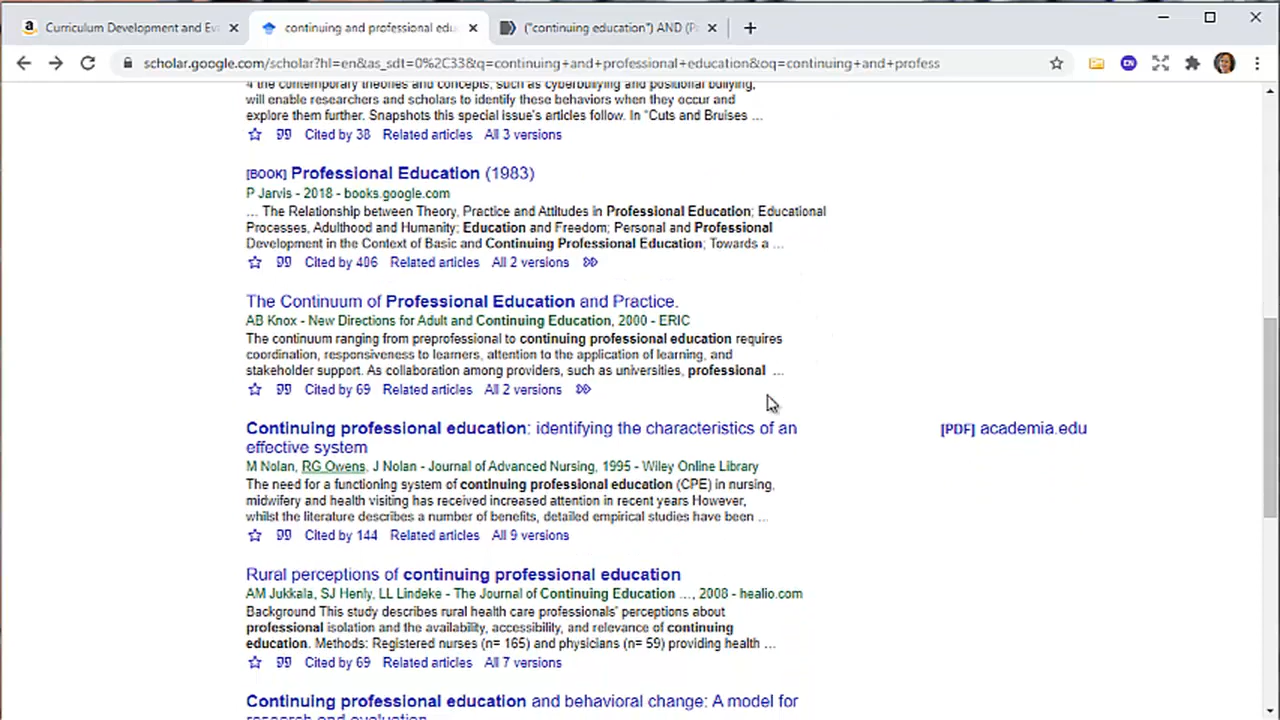 Curriculum Development and Ev
continuing and professional edu
("continuing education") AND (P
scholar.google.com/scholar?hl=en&as_sdt=0%2C33&q=continuing+and+professional+education&oq=continuing+and+profess
4 the contemporary theories and concepts, such as cyberbullying and positional bullying,
will enable researchers and scholars to identify these behaviors when they occur and
explore them further. Snapshots this special issue's articles follow. In "Cuts and Bruises ...
Cited by 38 Related articles All 3 versions
[BOOK] Professional Education (1983)
P Jarvis - 2018 - books.google.com
... The Relationship between Theory, Practice and Attitudes in Professional Education; Educational
Processes, Adulthood and Humanity; Education and Freedom; Personal and Professional
Development in the Context of Basic and Continuing Professional Education; Towards a ...
Cited by 406 Related articles All 2 versions
The Continuum of Professional Education and Practice.
AB Knox - New Directions for Adult and Continuing Education, 2000 - ERIC
The continuum ranging from preprofessional to continuing professional education requires
coordination, responsiveness to learners, attention to the application of learning, and
stakeholder support. As collaboration among providers, such as universities, professional ...
Cited by 69 Related articles All 2 versions
Continuing professional education: identifying the characteristics of an
effective system
[PDF] academia.edu
M Nolan, RG Owens, J Nolan - Journal of Advanced Nursing, 1995 - Wiley Online Library
The need for a functioning system of continuing professional education (CPE) in nursing,
midwifery and health visiting has received increased attention in recent years However,
whilst the literature describes a number of benefits, detailed empirical studies have been ...
Cited by 144 Related articles All 9 versions
Rural perceptions of continuing professional education
AM Jukkala, SJ Henly, LL Lindeke - The Journal of Continuing Education ..., 2008 - healio.com
Background This study describes rural health care professionals' perceptions about
professional isolation and the availability, accessibility, and relevance of continuing
education. Methods: Registered nurses (n= 165) and physicians (n= 59) providing health ...
Cited by 69 Related articles All 7 versions
Continuing professional education and behavioral change: A model for
research and evaluation